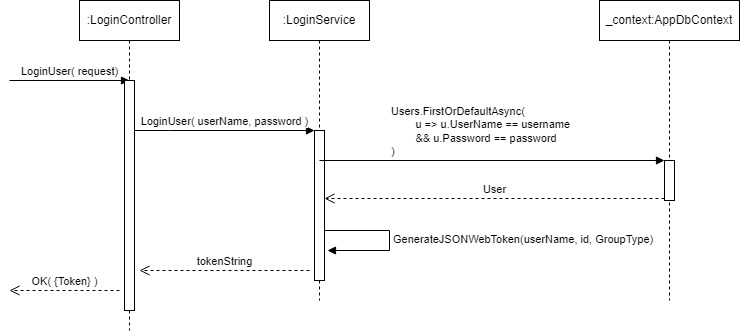 :LoginController
:LoginService
_context:AppDbContext
LoginUser( request)
LoginUser( userName, password )
Users.FirstOrDefaultAsync(
u => u.UserName == username
&& u.Password == password
)
User
GenerateJSONWebToken(userName, id, GroupType)
tokenString
OK( {Token} )